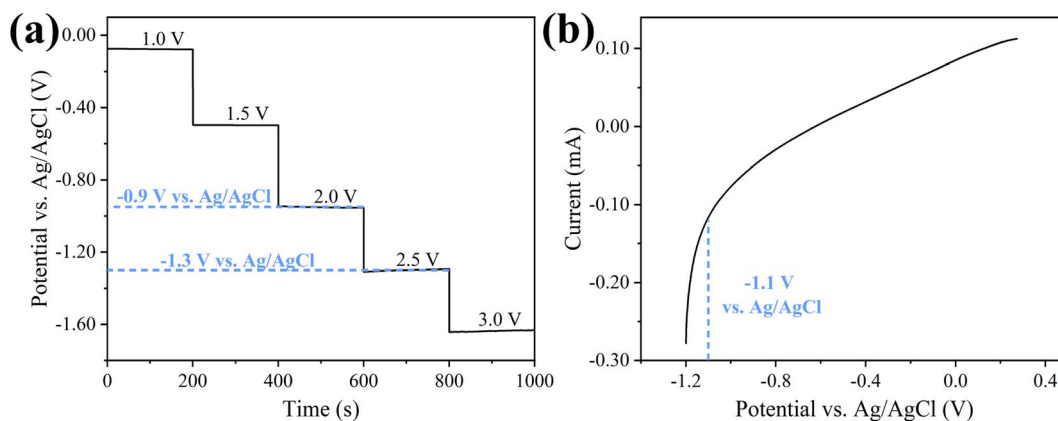 (a)
0.00
-0.40
-0.80
-1.20
-1.60
Potential vs. Ag/AgCl (V)
1.0 V
1.5 V
-0.9 V vs. Ag/AgCl
2.0 V
-1.3 V vs. Ag/AgCl
2.5 V
3.0 V
0 200 400 600 800 1000
Time (s)
(b)
0.10
0.00
-0.10
-0.20
-0.30
Current (mA)
-1.1 V
vs. Ag/AgCl
-1.2 -0.8 -0.4 0.0 0.4
Potential vs. Ag/AgCl (V)